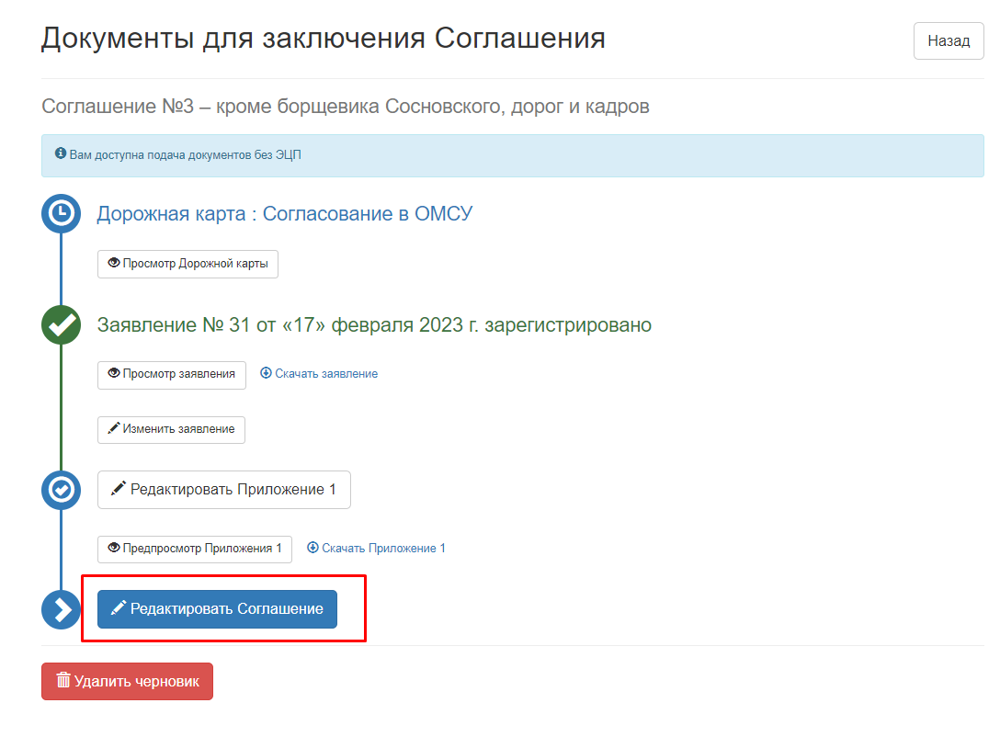 Документы для заключения Соглашения
Назад
Соглашение №3 – кроме борщевика Сосновского, дорог и кадров
Вам доступна подача документов без ЭЦП
Дорожная карта : Согласование в ОМСУ
Просмотр Дорожной карты
Заявление № 31 от «17» февраля 2023 г. зарегистрировано
Просмотр заявления Скачать заявление
Изменить заявление
Редактировать Приложение 1
Предпросмотр Приложения 1 Скачать Приложение 1
Редактировать Соглашение
Удалить черновик